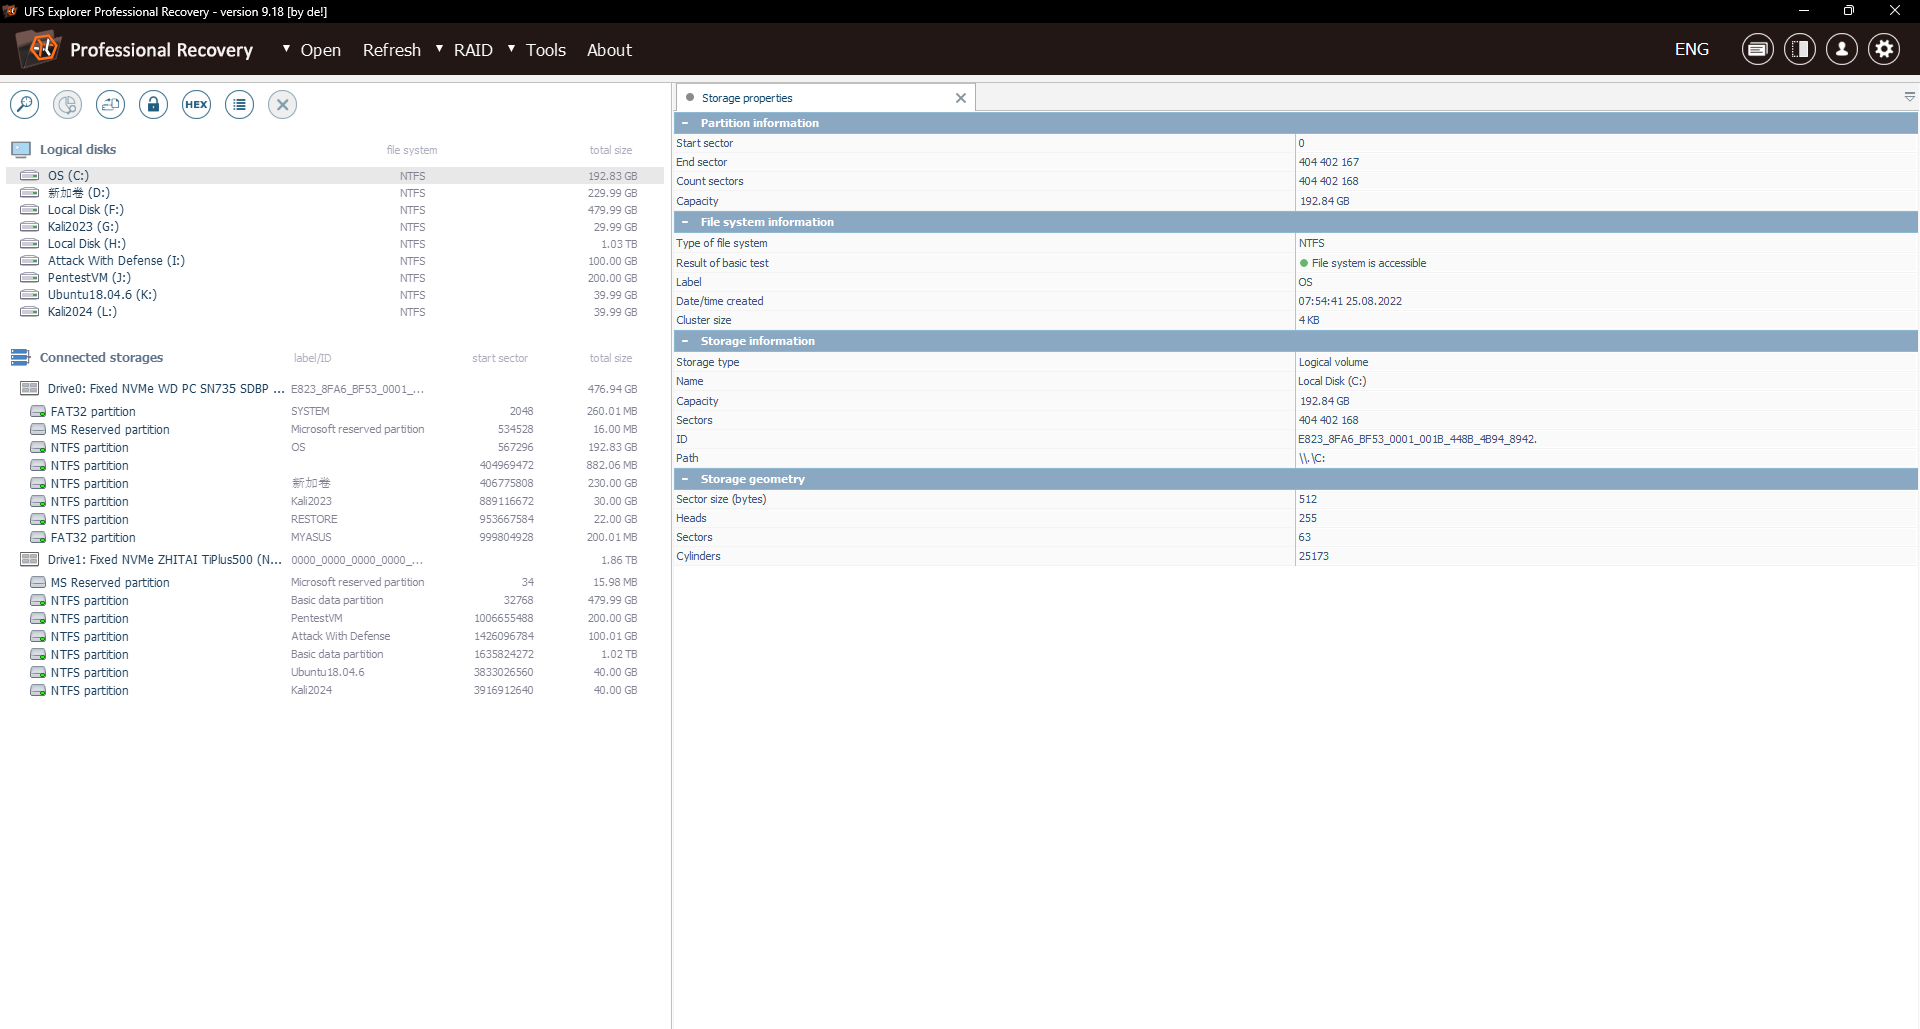 UFS Explorer Professional Recovery - version 9.18 [by de!]
Professional Recovery Open Refresh RAID Tools About ENG
HEX
Storage properties
Logical disks file system total size
OS (C:) NTFS 192.83 GB
新加卷 (D:) NTFS 229.99 GB
Local Disk (F:) NTFS 479.99 GB
Kali2023 (G:) NTFS 29.99 GB
Local Disk (H:) NTFS 1.03 TB
Attack With Defense (I:) NTFS 100.00 GB
PentestVM (J:) NTFS 200.00 GB
Ubuntu18.04.6 (K:) NTFS 39.99 GB
Kali2024 (L:) NTFS 39.99 GB
Connected storages label/ID start sector total size
Drive0: Fixed NVMe WD PC SN735 SDBP ... E823_8FA6_BF53_0001_... 476.94 GB
FAT32 partition SYSTEM 2048 260.01 MB
MS Reserved partition Microsoft reserved partition 534528 16.00 MB
NTFS partition OS 567296 192.83 GB
NTFS partition 404969472 882.06 MB
NTFS partition 新加卷 406775808 230.00 GB
NTFS partition Kali2023 889116672 30.00 GB
NTFS partition RESTORE 953667584 22.00 GB
FAT32 partition MYASUS 999804928 200.01 MB
Drive1: Fixed NVMe ZHITAI TiPlus500 (N... 0000_0000_0000_0000_... 1.86 TB
MS Reserved partition Microsoft reserved partition 34 15.98 MB
NTFS partition Basic data partition 32768 479.99 GB
NTFS partition PentestVM 1006655488 200.00 GB
NTFS partition Attack With Defense 1426096784 100.01 GB
NTFS partition Basic data partition 1635824272 1.02 TB
NTFS partition Ubuntu18.04.6 3833026560 40.00 GB
NTFS partition Kali2024 3916912640 40.00 GB
Partition information
Start sector 0
End sector 404 402 167
Count sectors 404 402 168
Capacity 192.84 GB
File system information
Type of file system NTFS
Result of basic test File system is accessible
Label OS
Date/time created 07:54:41 25.08.2022
Cluster size 4 KB
Storage information
Storage type Logical volume
Name Local Disk (C:)
Capacity 192.84 GB
Sectors 404 402 168
ID E823_8FA6_BF53_0001_001B_448B_4B94_8942.
Path \\.\C:
Storage geometry
Sector size (bytes) 512
Heads 255
Sectors 63
Cylinders 25173